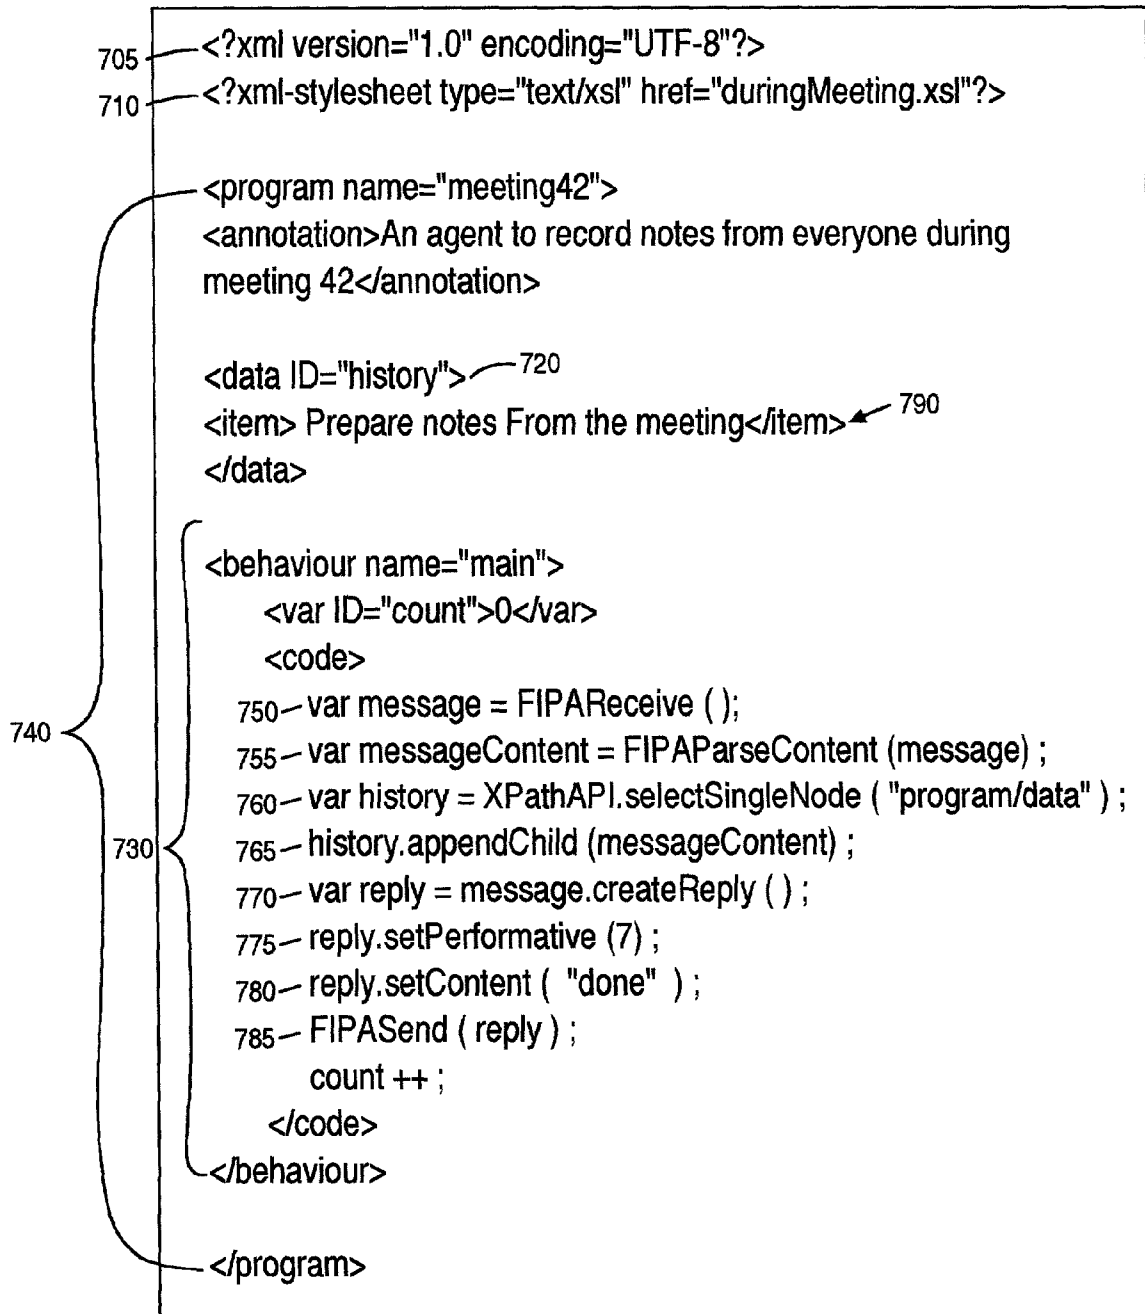 705 <?xml version="1.0" encoding="UTF-8"?>
710 <?xml-stylesheet type="text/xsl" href="duringMeeting.xsl"?>
<program name="meeting42">
<annotation>An agent to record notes from everyone during
meeting 42</annotation>
<data ID="history"> 720
<item> Prepare notes From the meeting</item> 790
</data>
<behaviour name="main">
<var ID="count">0</var>
<code>
750 var message = FIPAReceive ( );
740
755 var messageContent = FIPAParseContent (message) ;
760 var history = XPathAPI.selectSingleNode ( "program/data" ) ;
730
765 history.appendChild (messageContent) ;
770 var reply = message.createReply ( ) ;
775 reply.setPerformative (7) ;
780 reply.setContent ( "done" ) ;
785 FIPASend ( reply ) ;
count ++ ;
</code>
</behaviour>
</program>